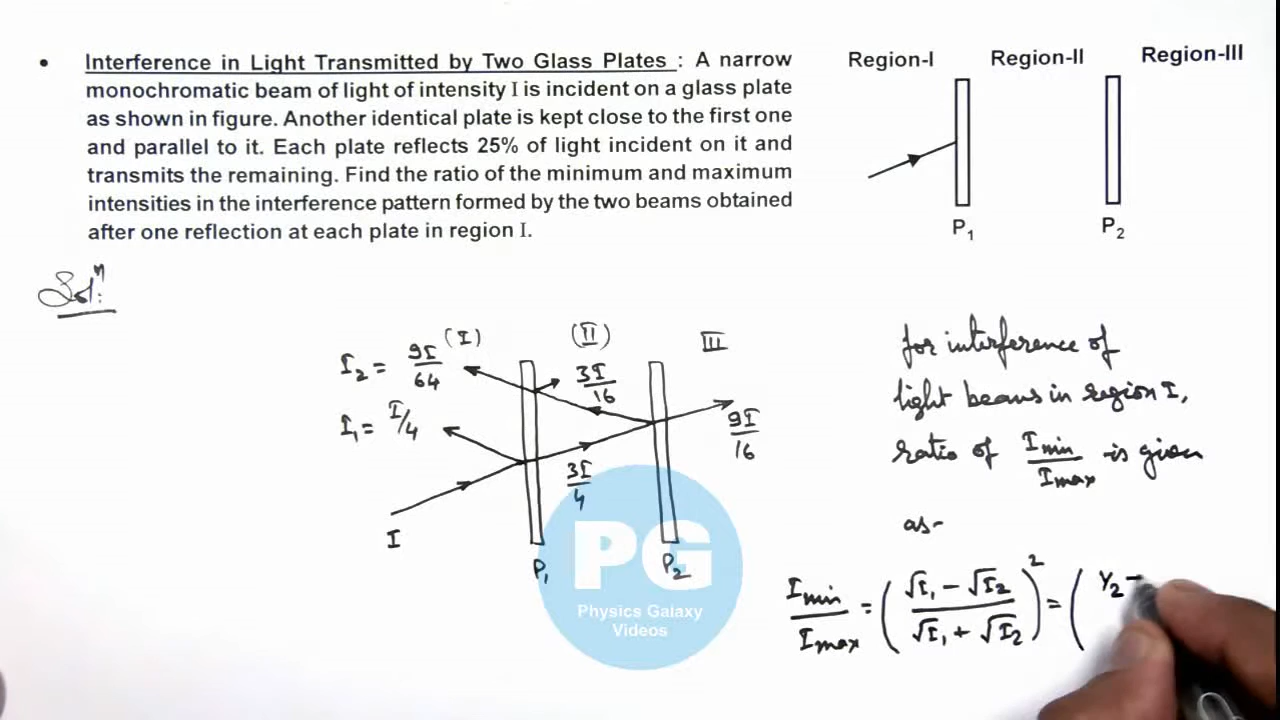 • Interference in Light Transmitted by Two Glass Plates : A narrow
monochromatic beam of light of intensity I is incident on a glass plate
as shown in figure. Another identical plate is kept close to the first one
and parallel to it. Each plate reflects 25% of light incident on it and
transmits the remaining. Find the ratio of the minimum and maximum
intensities in the interference pattern formed by the two beams obtained
after one reflection at each plate in region I.
Region-I Region-II Region-III
P₁ P₂
Solⁿ:
(I) (II) III
I₂ = 9I/64
3I/16
I₁ = I/4
9I/16
3I/4
I
P₁ P₂
for interference of
light beams in region I,
ratio of Imin/Imax is given
as-
Imin/Imax = (√I₁ - √I₂ / √I₁ + √I₂)² = ( 1/2 -
PG
Physics Galaxy
Videos